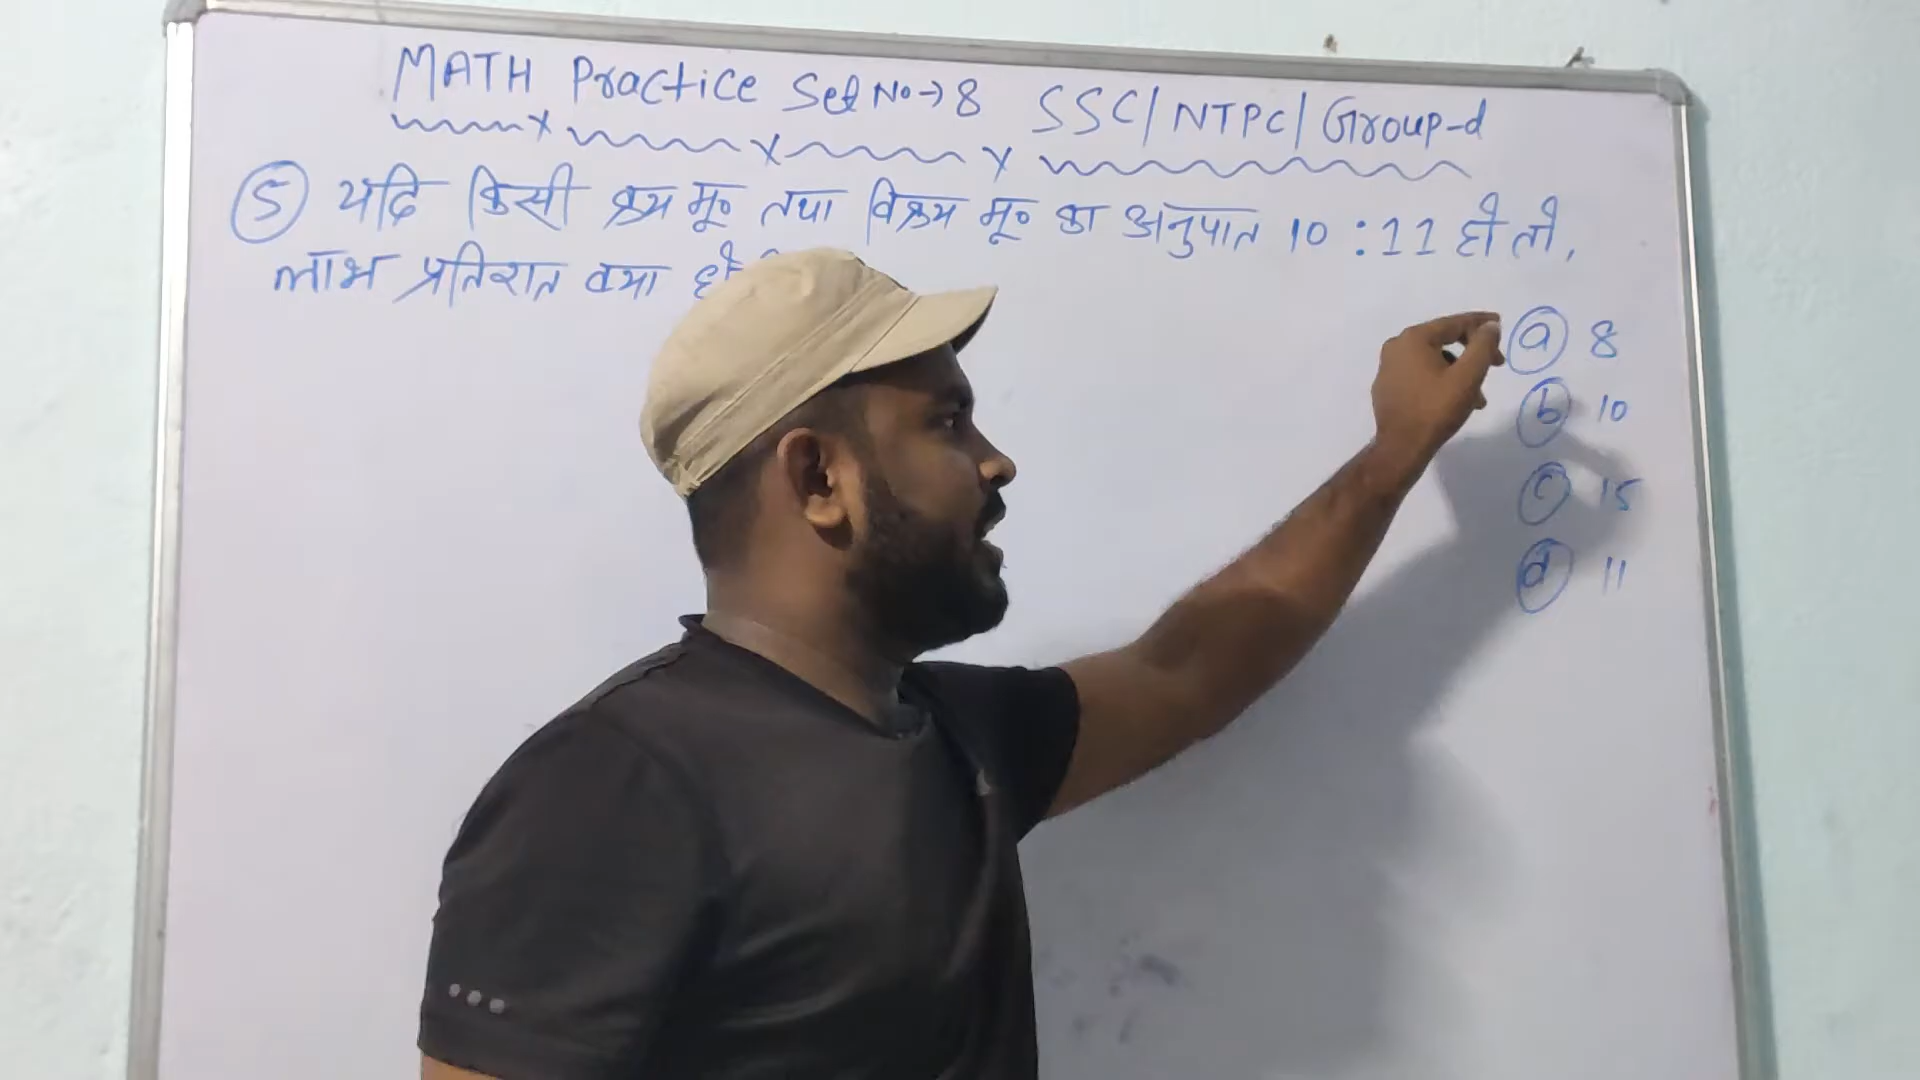 MATH Practice Set No→8 SSC/NTPC/Group-d
⑤ यदि किसी क्रय मू० तथा विक्रय मू० का अनुपात 10 : 11 हो तो,
लाभ प्रतिशत क्या
ⓐ 8
ⓑ 10
ⓒ 15
ⓓ 11